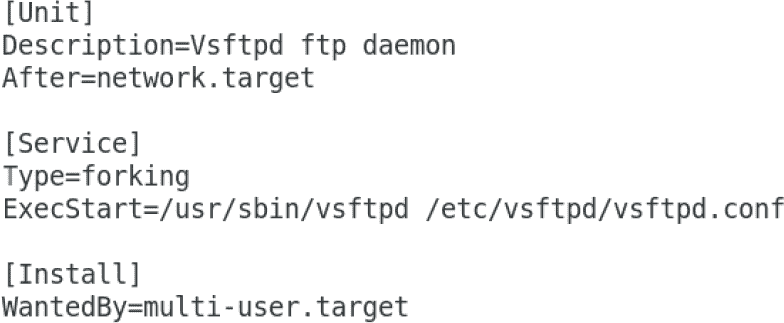 [Unit]
Description=Vsftpd ftp daemon
After=network.target
[Service]
Type=forking
ExecStart=/usr/sbin/vsftpd /etc/vsftpd/vsftpd.conf
[Install]
WantedBy=multi-user.target